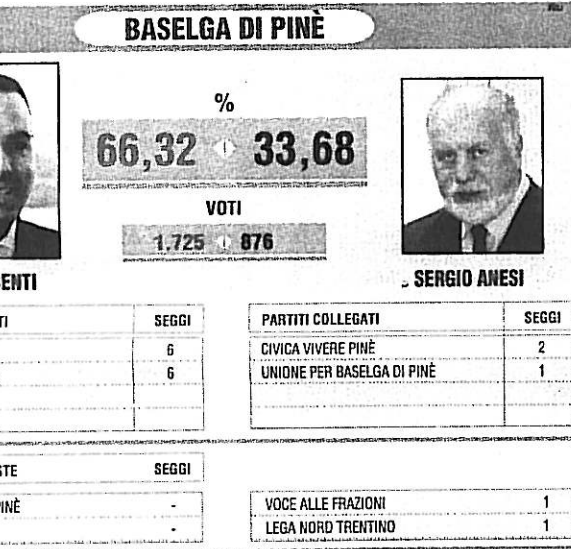 BASELGA DI PINÈ
%
66,32 33,68
VOTI
1.725 876
ENTI
SERGIO ANESI
TI SEGGI
6
6
PARTITI COLLEGATI SEGGI
CIVICA VIVERE PINÈ 2
UNIONE PER BASELGA DI PINÈ 1
STE SEGGI
PINÈ -
-
VOCE ALLE FRAZIONI 1
LEGA NORD TRENTINO 1